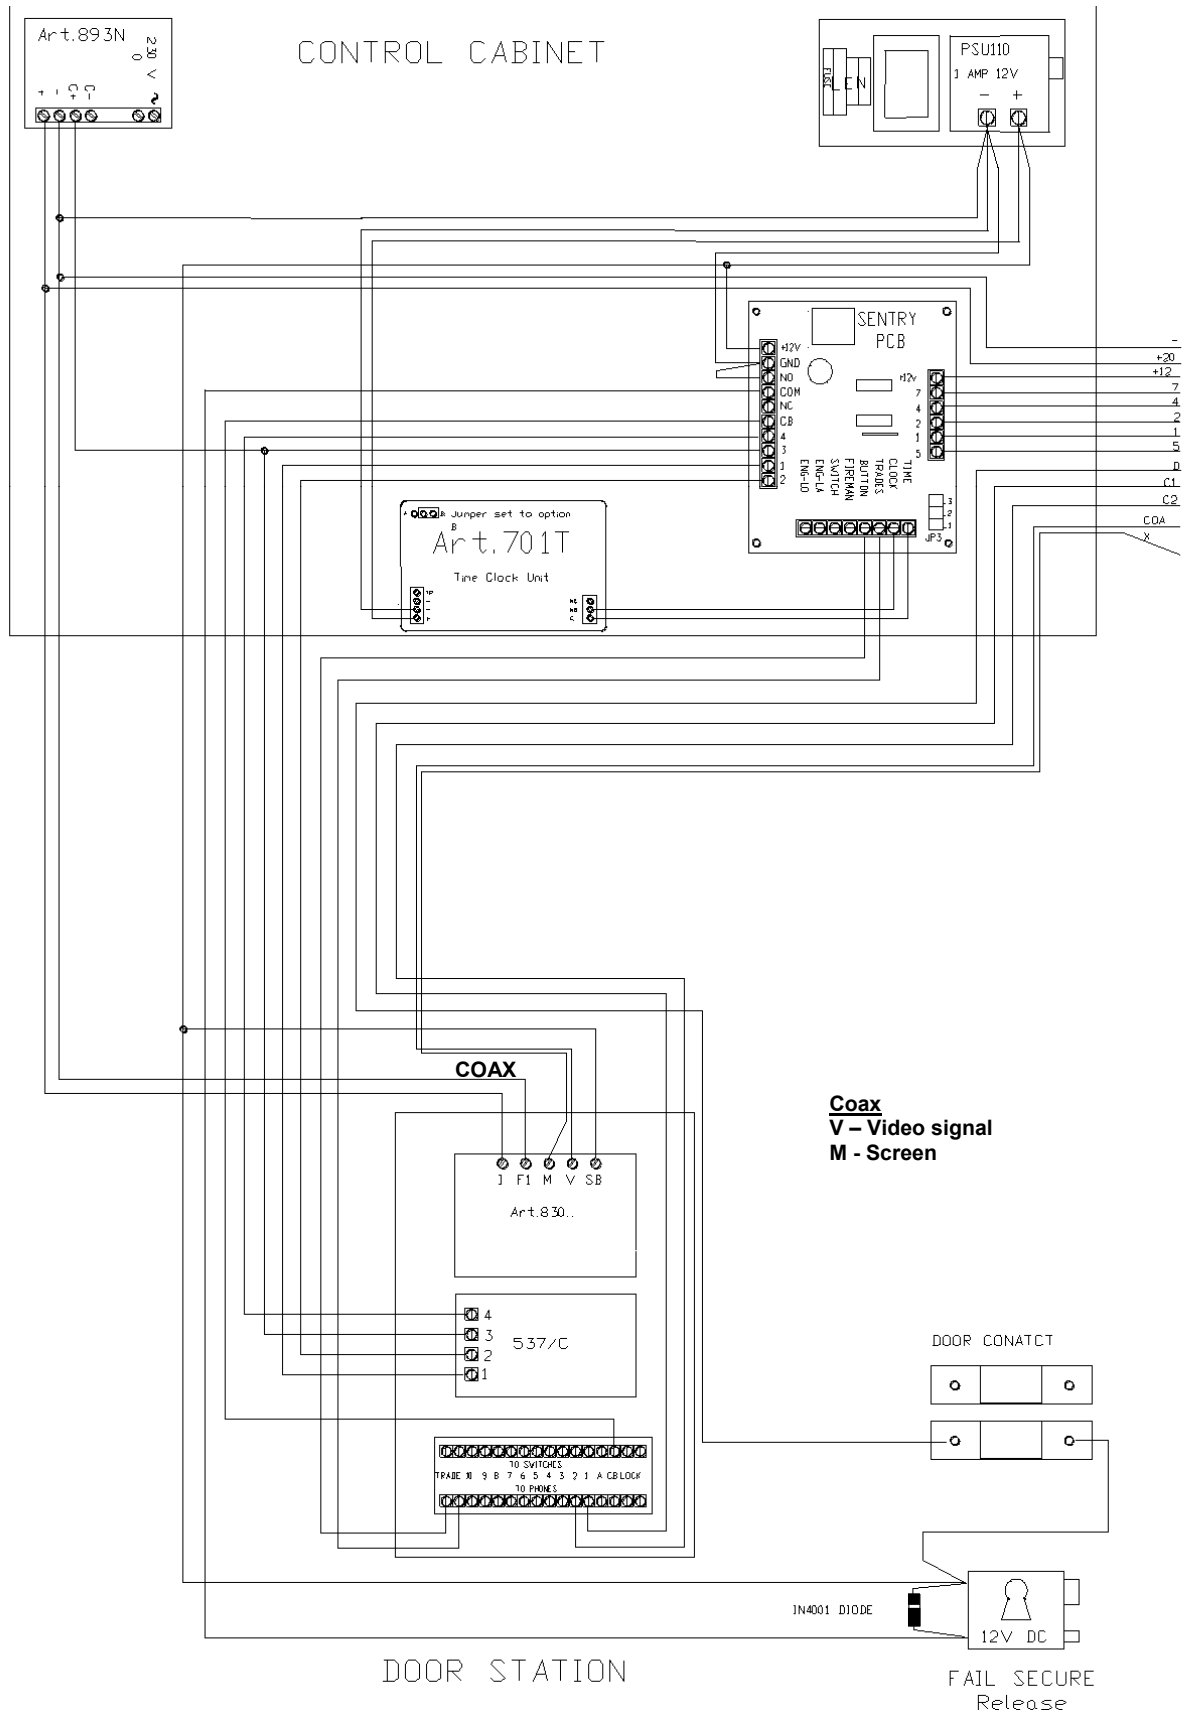 Art.893N
230 V ~
0
+ - C+ C-
CONTROL CABINET
FUSE
LEN
PSU110
1 AMP 12V
- +
SENTRY
PCB
+12V
GND
NO
COM
NC
CB
4
3
1
2
+12v
7
4
2
1
5
ENG-LO
ENG-LA
SWITCH
FIREMAN
BUTTON
TRADES
CLOCK
TIME
3
2
1
JP3
-
+20
+12
7
4
2
1
5
D
C1
C2
COA
X
A B Jumper set to option
B
Art.701T
Time Clock Unit
COAX
Coax
V – Video signal
M - Screen
1 F1 M V SB
Art.830..
4
3
2
1
537/C
TO SWITCHES
TRADE 10 9 8 7 6 5 4 3 2 1 A CB LOCK
TO PHONES
DOOR CONATCT
IN4001 DIODE
12V DC
DOOR STATION
FAIL SECURE
Release